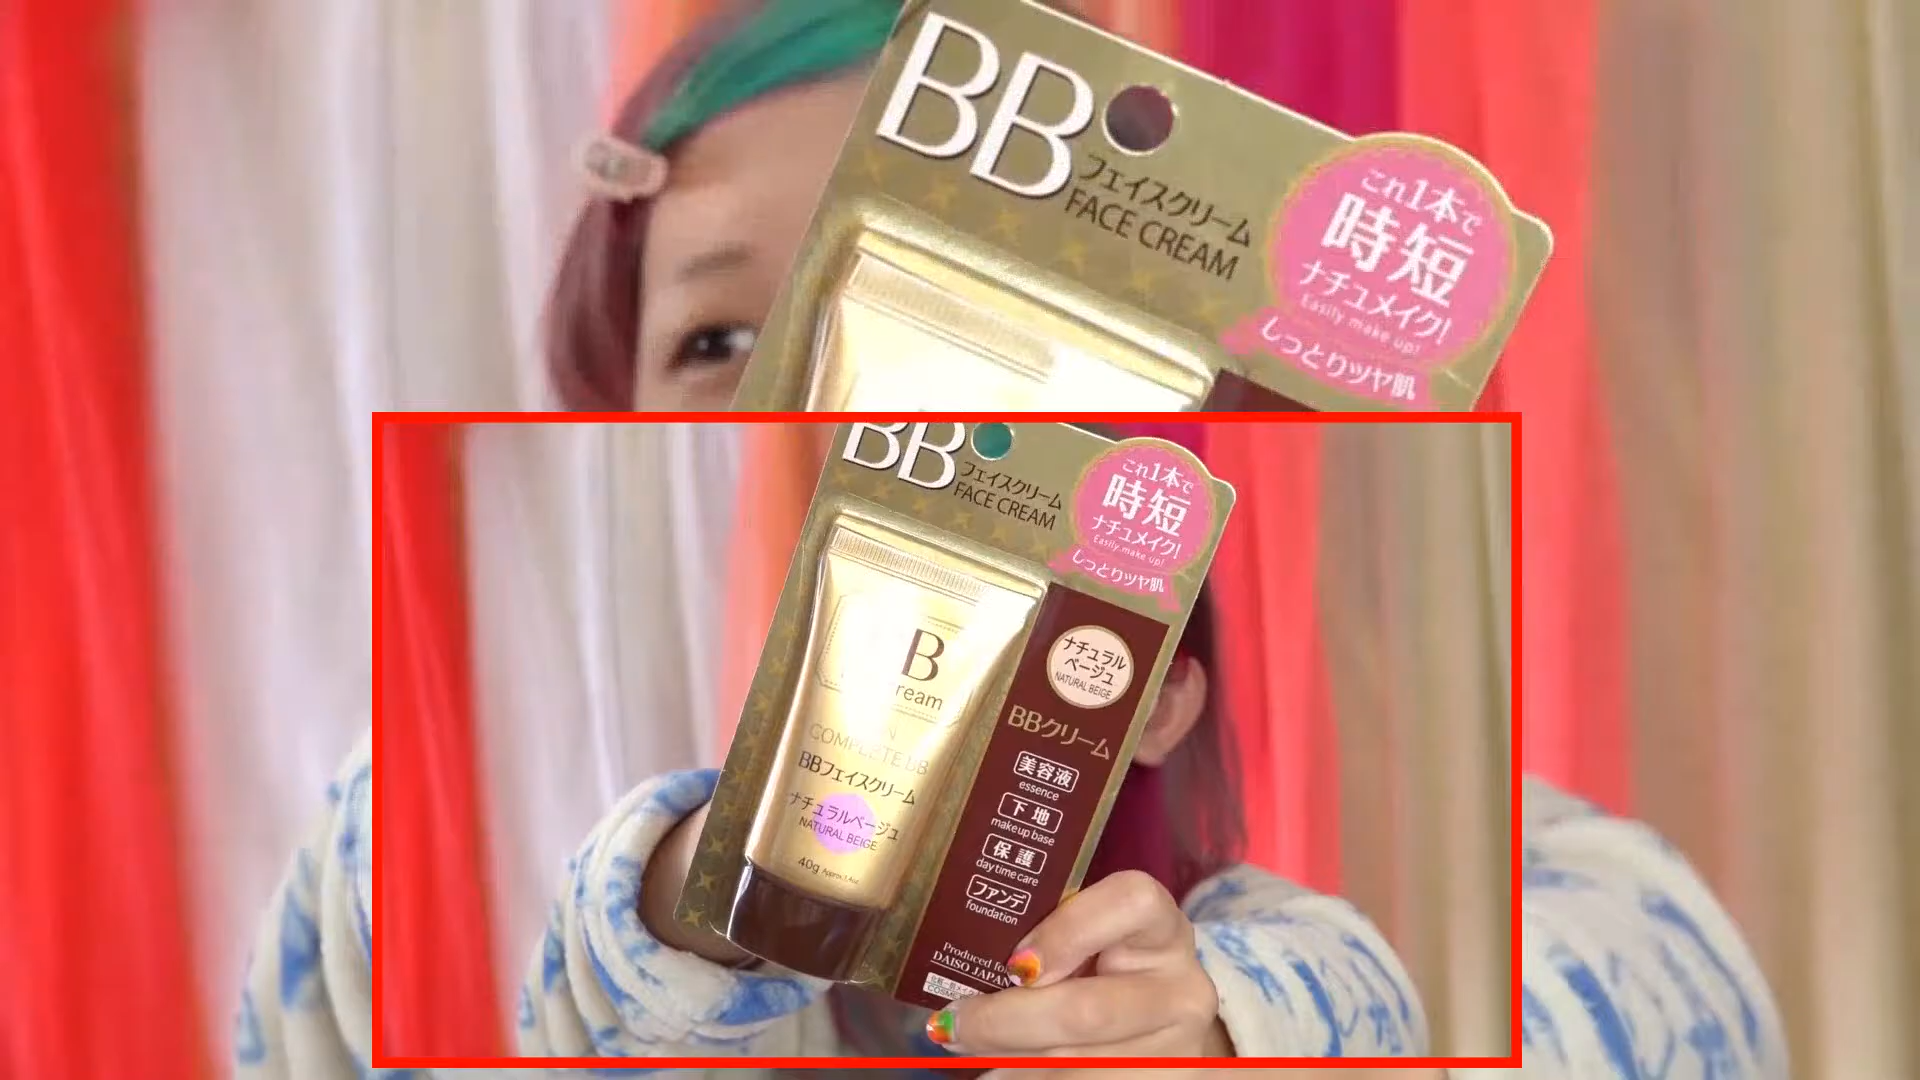 BB
フェイスクリーム
FACE CREAM
これ1本で
時短
ナチュメイク!
Easily make up!
しっとりツヤ肌
BB
フェイスクリーム
FACE CREAM
これ1本で
時短
ナチュメイク!
Easily make up!
しっとりツヤ肌
B
ream
COMPLETE BB
BBフェイスクリーム
ナチュラルベージュ
NATURAL BEIGE
40g Approx.1.4oz
ナチュラル
ベージュ
NATURAL BEIGE
BBクリーム
美容液
essence
下地
makeup base
保護
day time care
ファンデ
foundation
Produced for
DAISO JAPAN